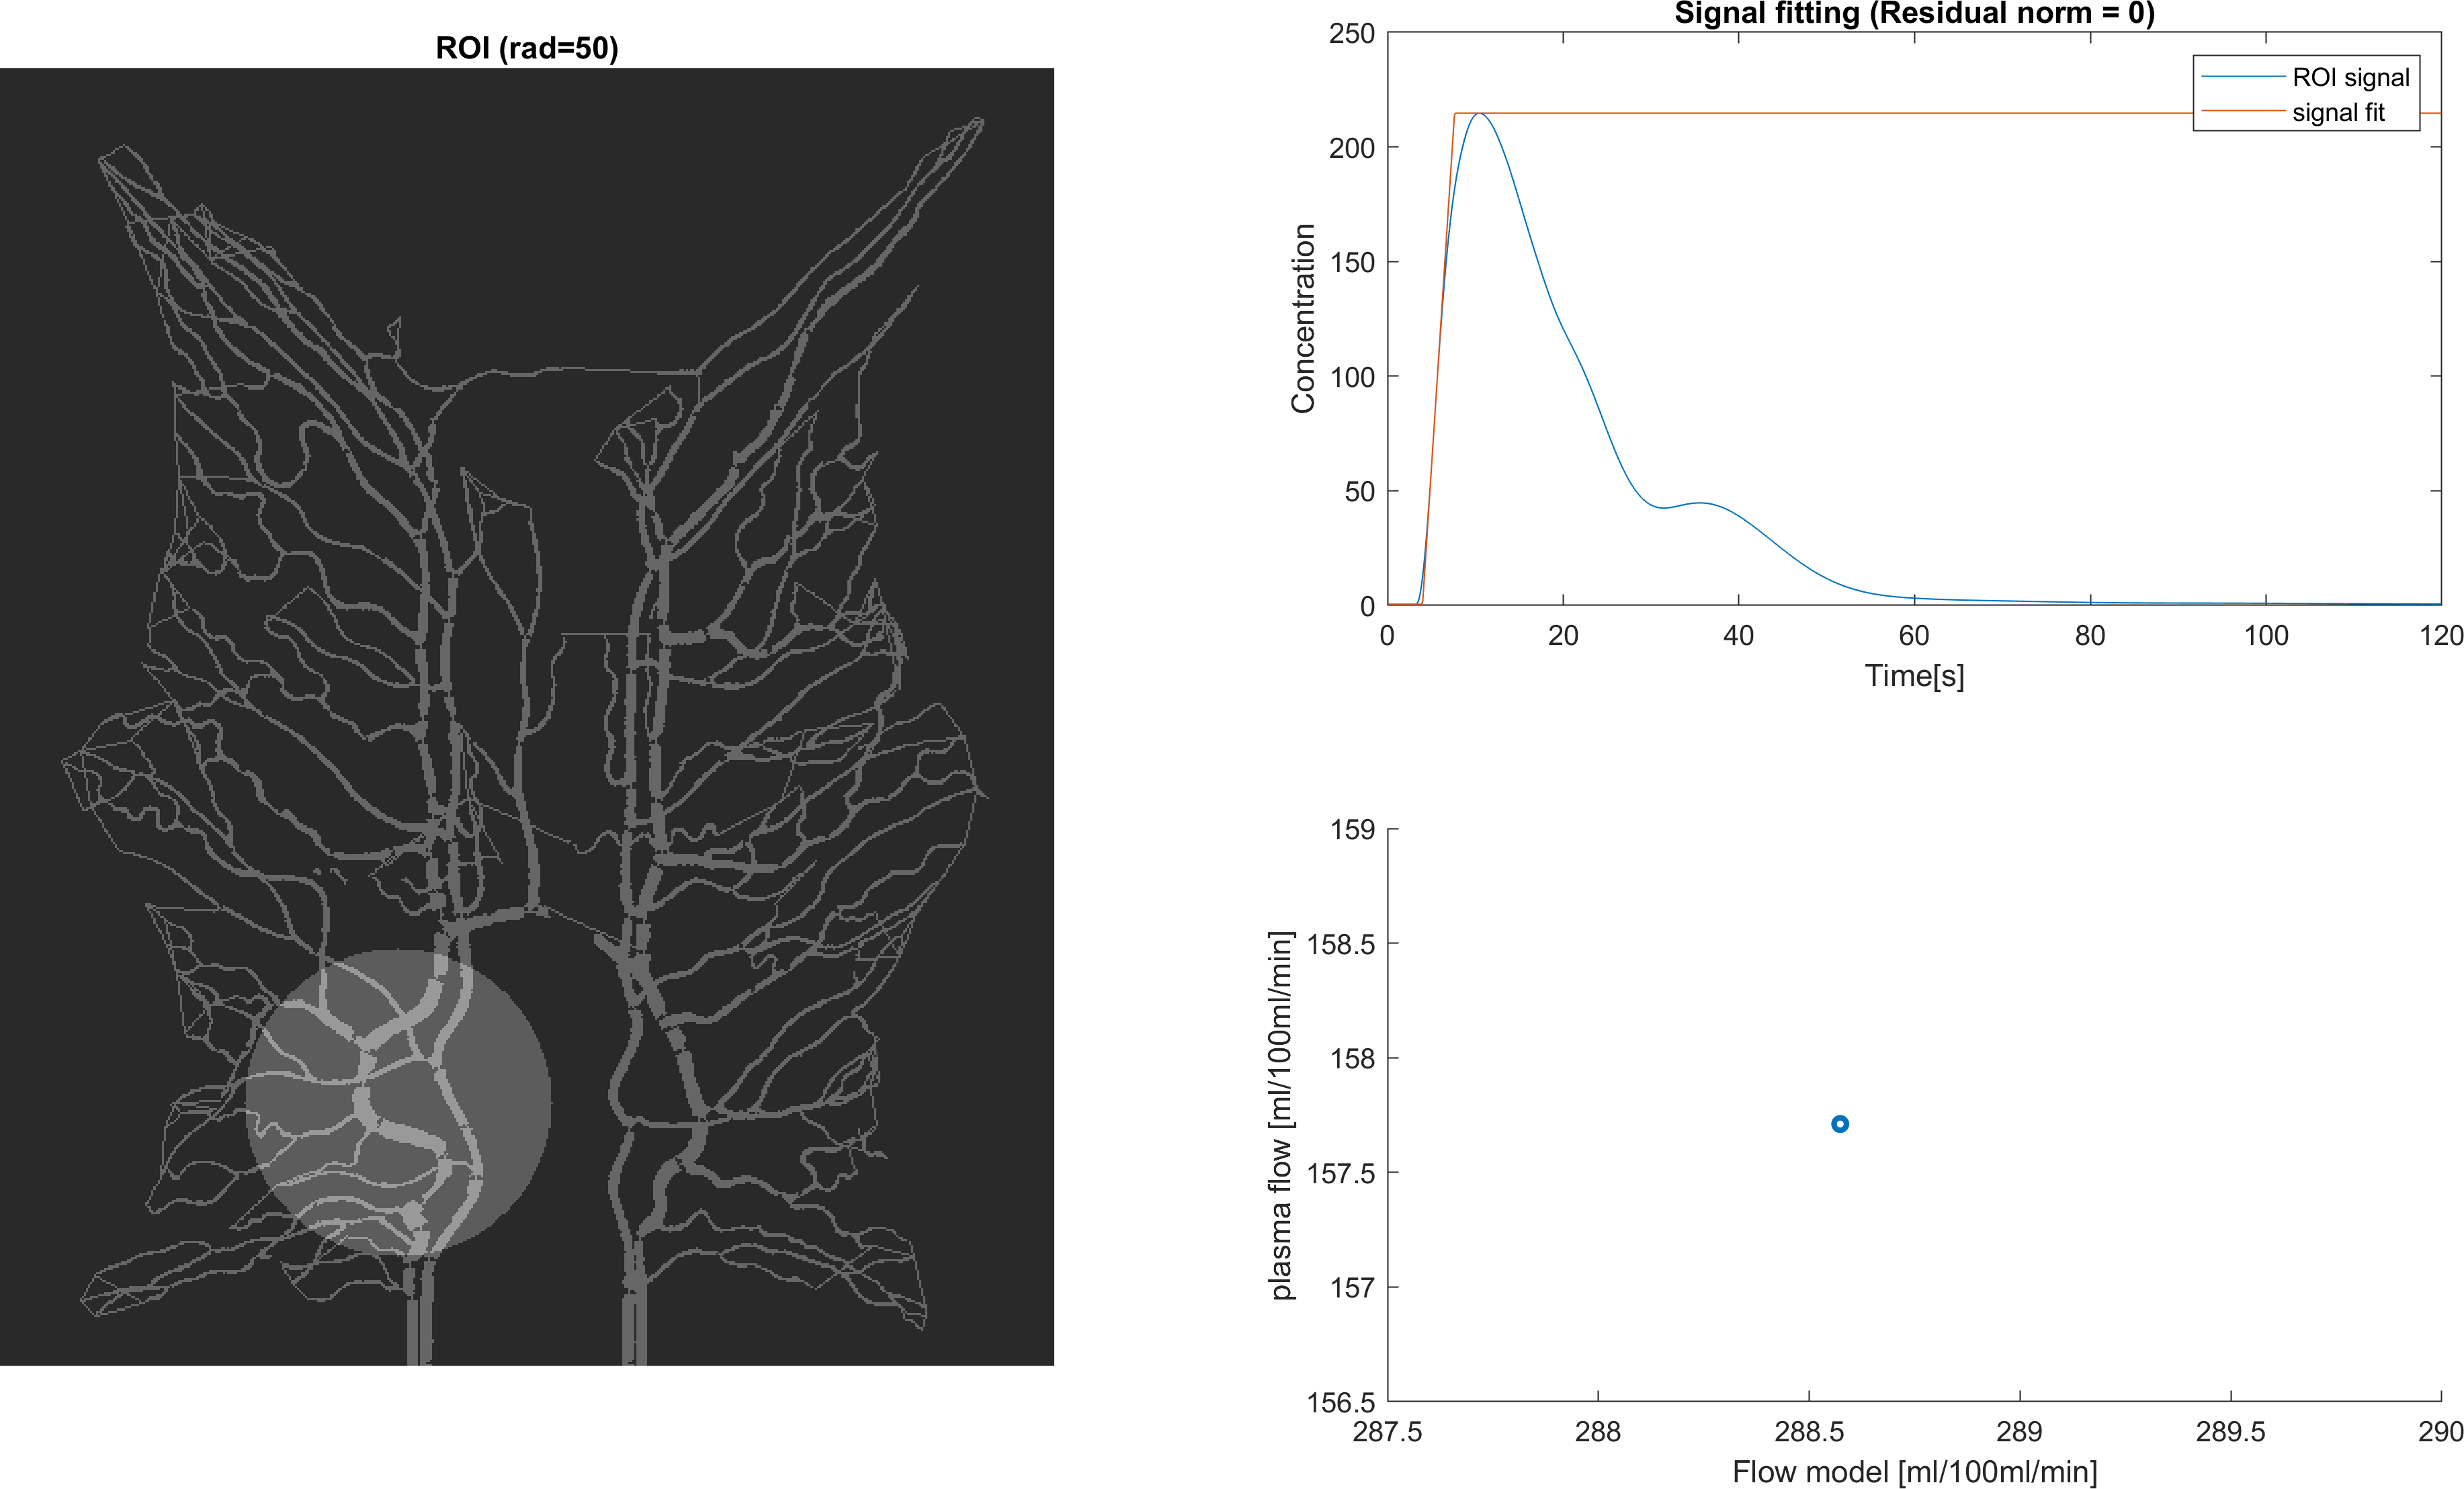 ROI (rad=50)
Signal fitting (Residual norm = 0)
250
200
150
100
50
0
Concentration
ROI signal
signal fit
0 20 40 60 80 100 120
Time[s]
159
158.5
158
157.5
157
156.5
plasma flow [ml/100ml/min]
287.5 288 288.5 289 289.5 290
Flow model [ml/100ml/min]